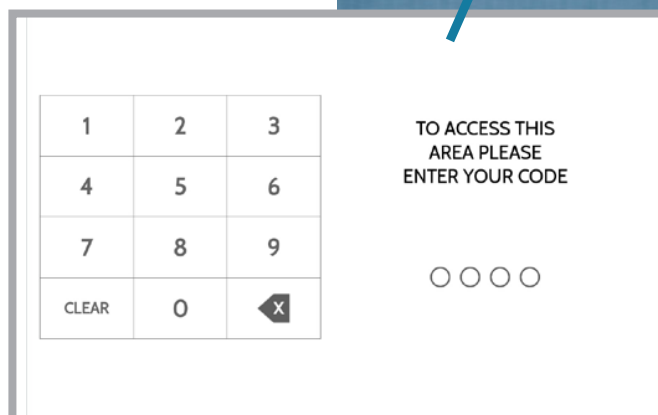 1 2 3
4 5 6
7 8 9
CLEAR 0 X
TO ACCESS THIS
AREA PLEASE
ENTER YOUR CODE